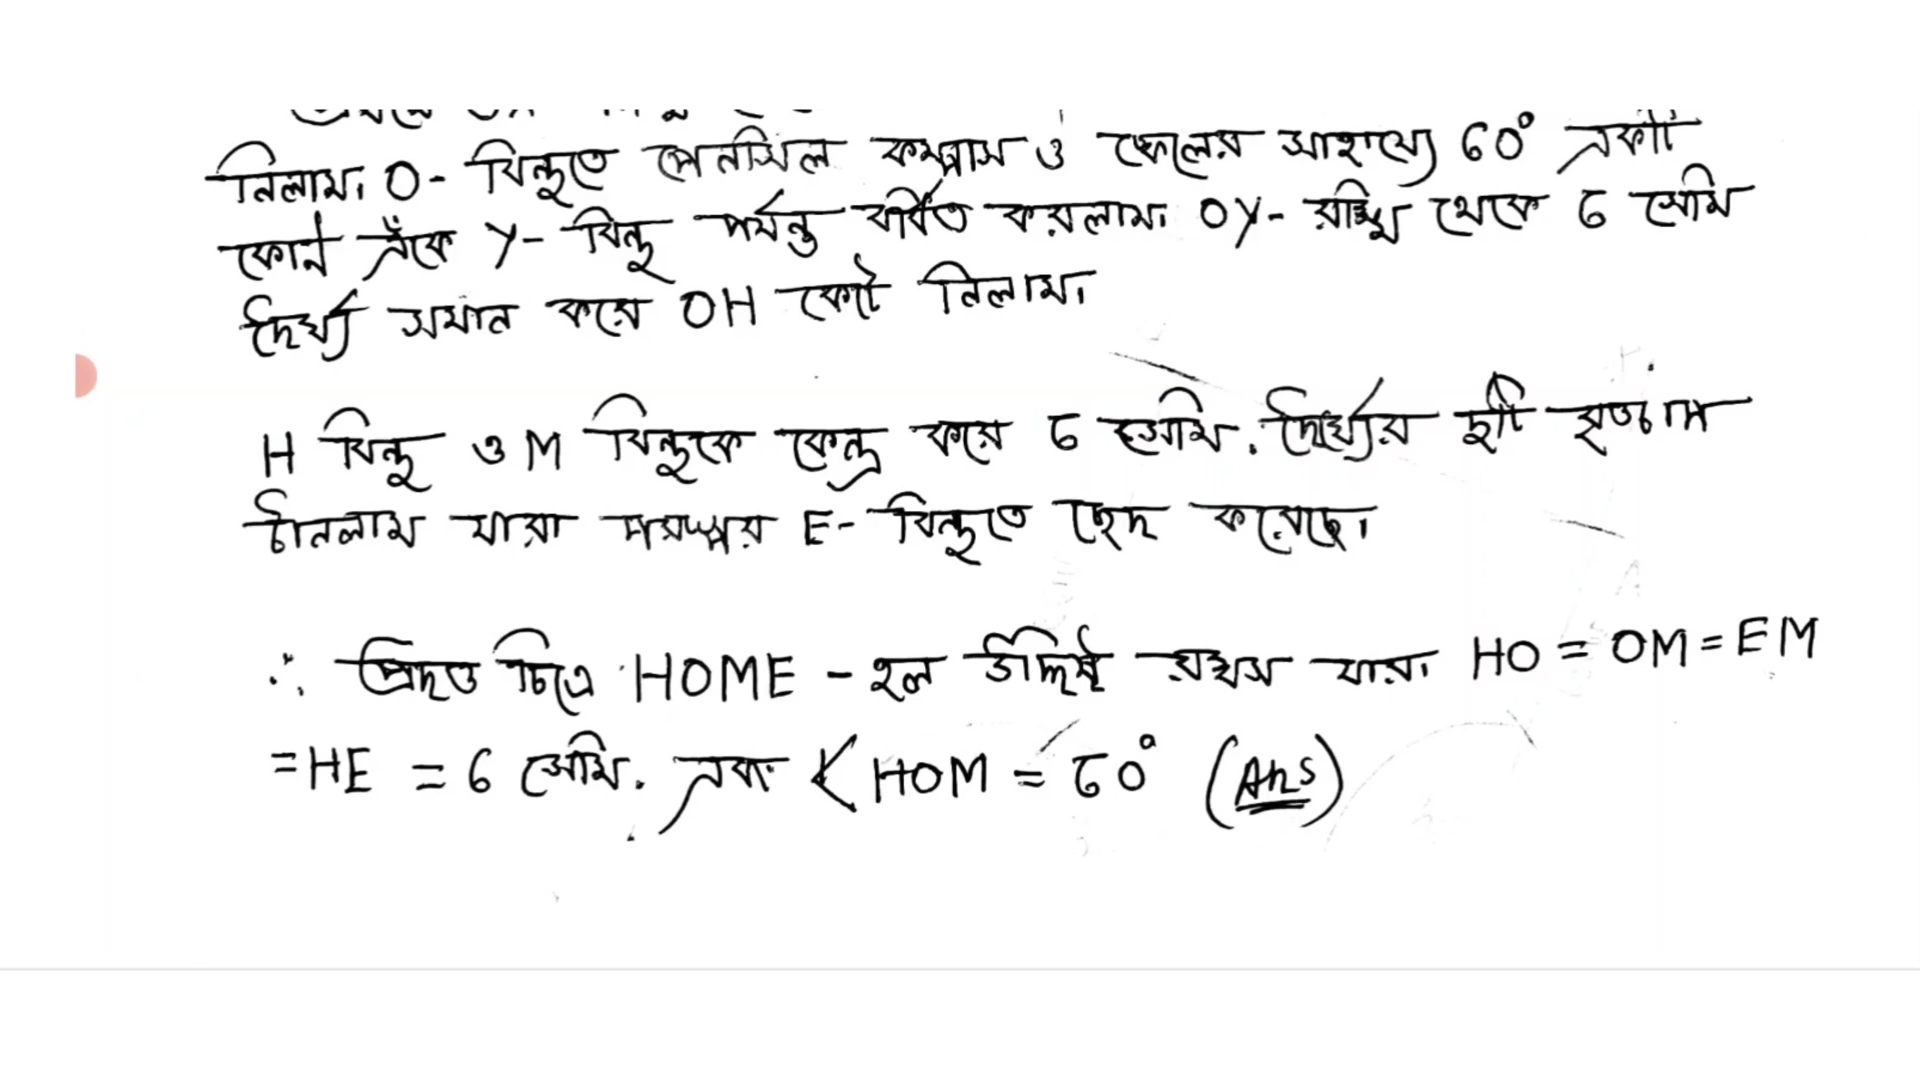 নিলাম। O- বিন্দুতে পেনসিল কম্পাস ও স্কেলের সাহায্যে 60° একটি
কোন এঁকে Y- বিন্দু পর্যন্ত বর্ধিত করলাম। OY- রশ্মি থেকে 6 সেমি
দৈর্ঘ্য সমান করে OH কেটে নিলাম।
H বিন্দু ও M বিন্দুকে কেন্দ্র করে 6 সেমি. দৈর্ঘ্যের দুটি বৃত্তচাপ
টানলাম যারা পরস্পর E- বিন্দুতে ছেদ করেছে।
∴ প্রদত্ত চিত্রে HOME - হল উদ্দিষ্ট রম্বস যারা HO = OM = EM
= HE = 6 সেমি. এবং ∠HOM = 60° (Ans)